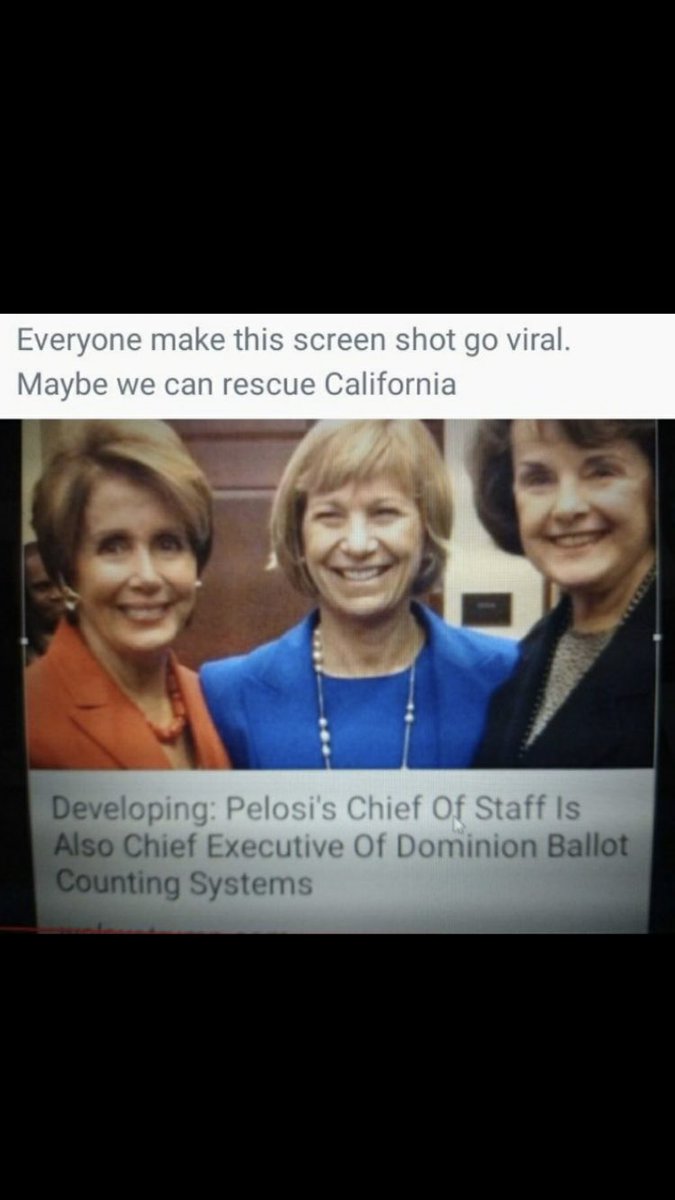 Everyone make this screen shot go viral.
Maybe we can rescue California
Developing: Pelosi's Chief Of Staff Is
Also Chief Executive Of Dominion Ballot
Counting Systems